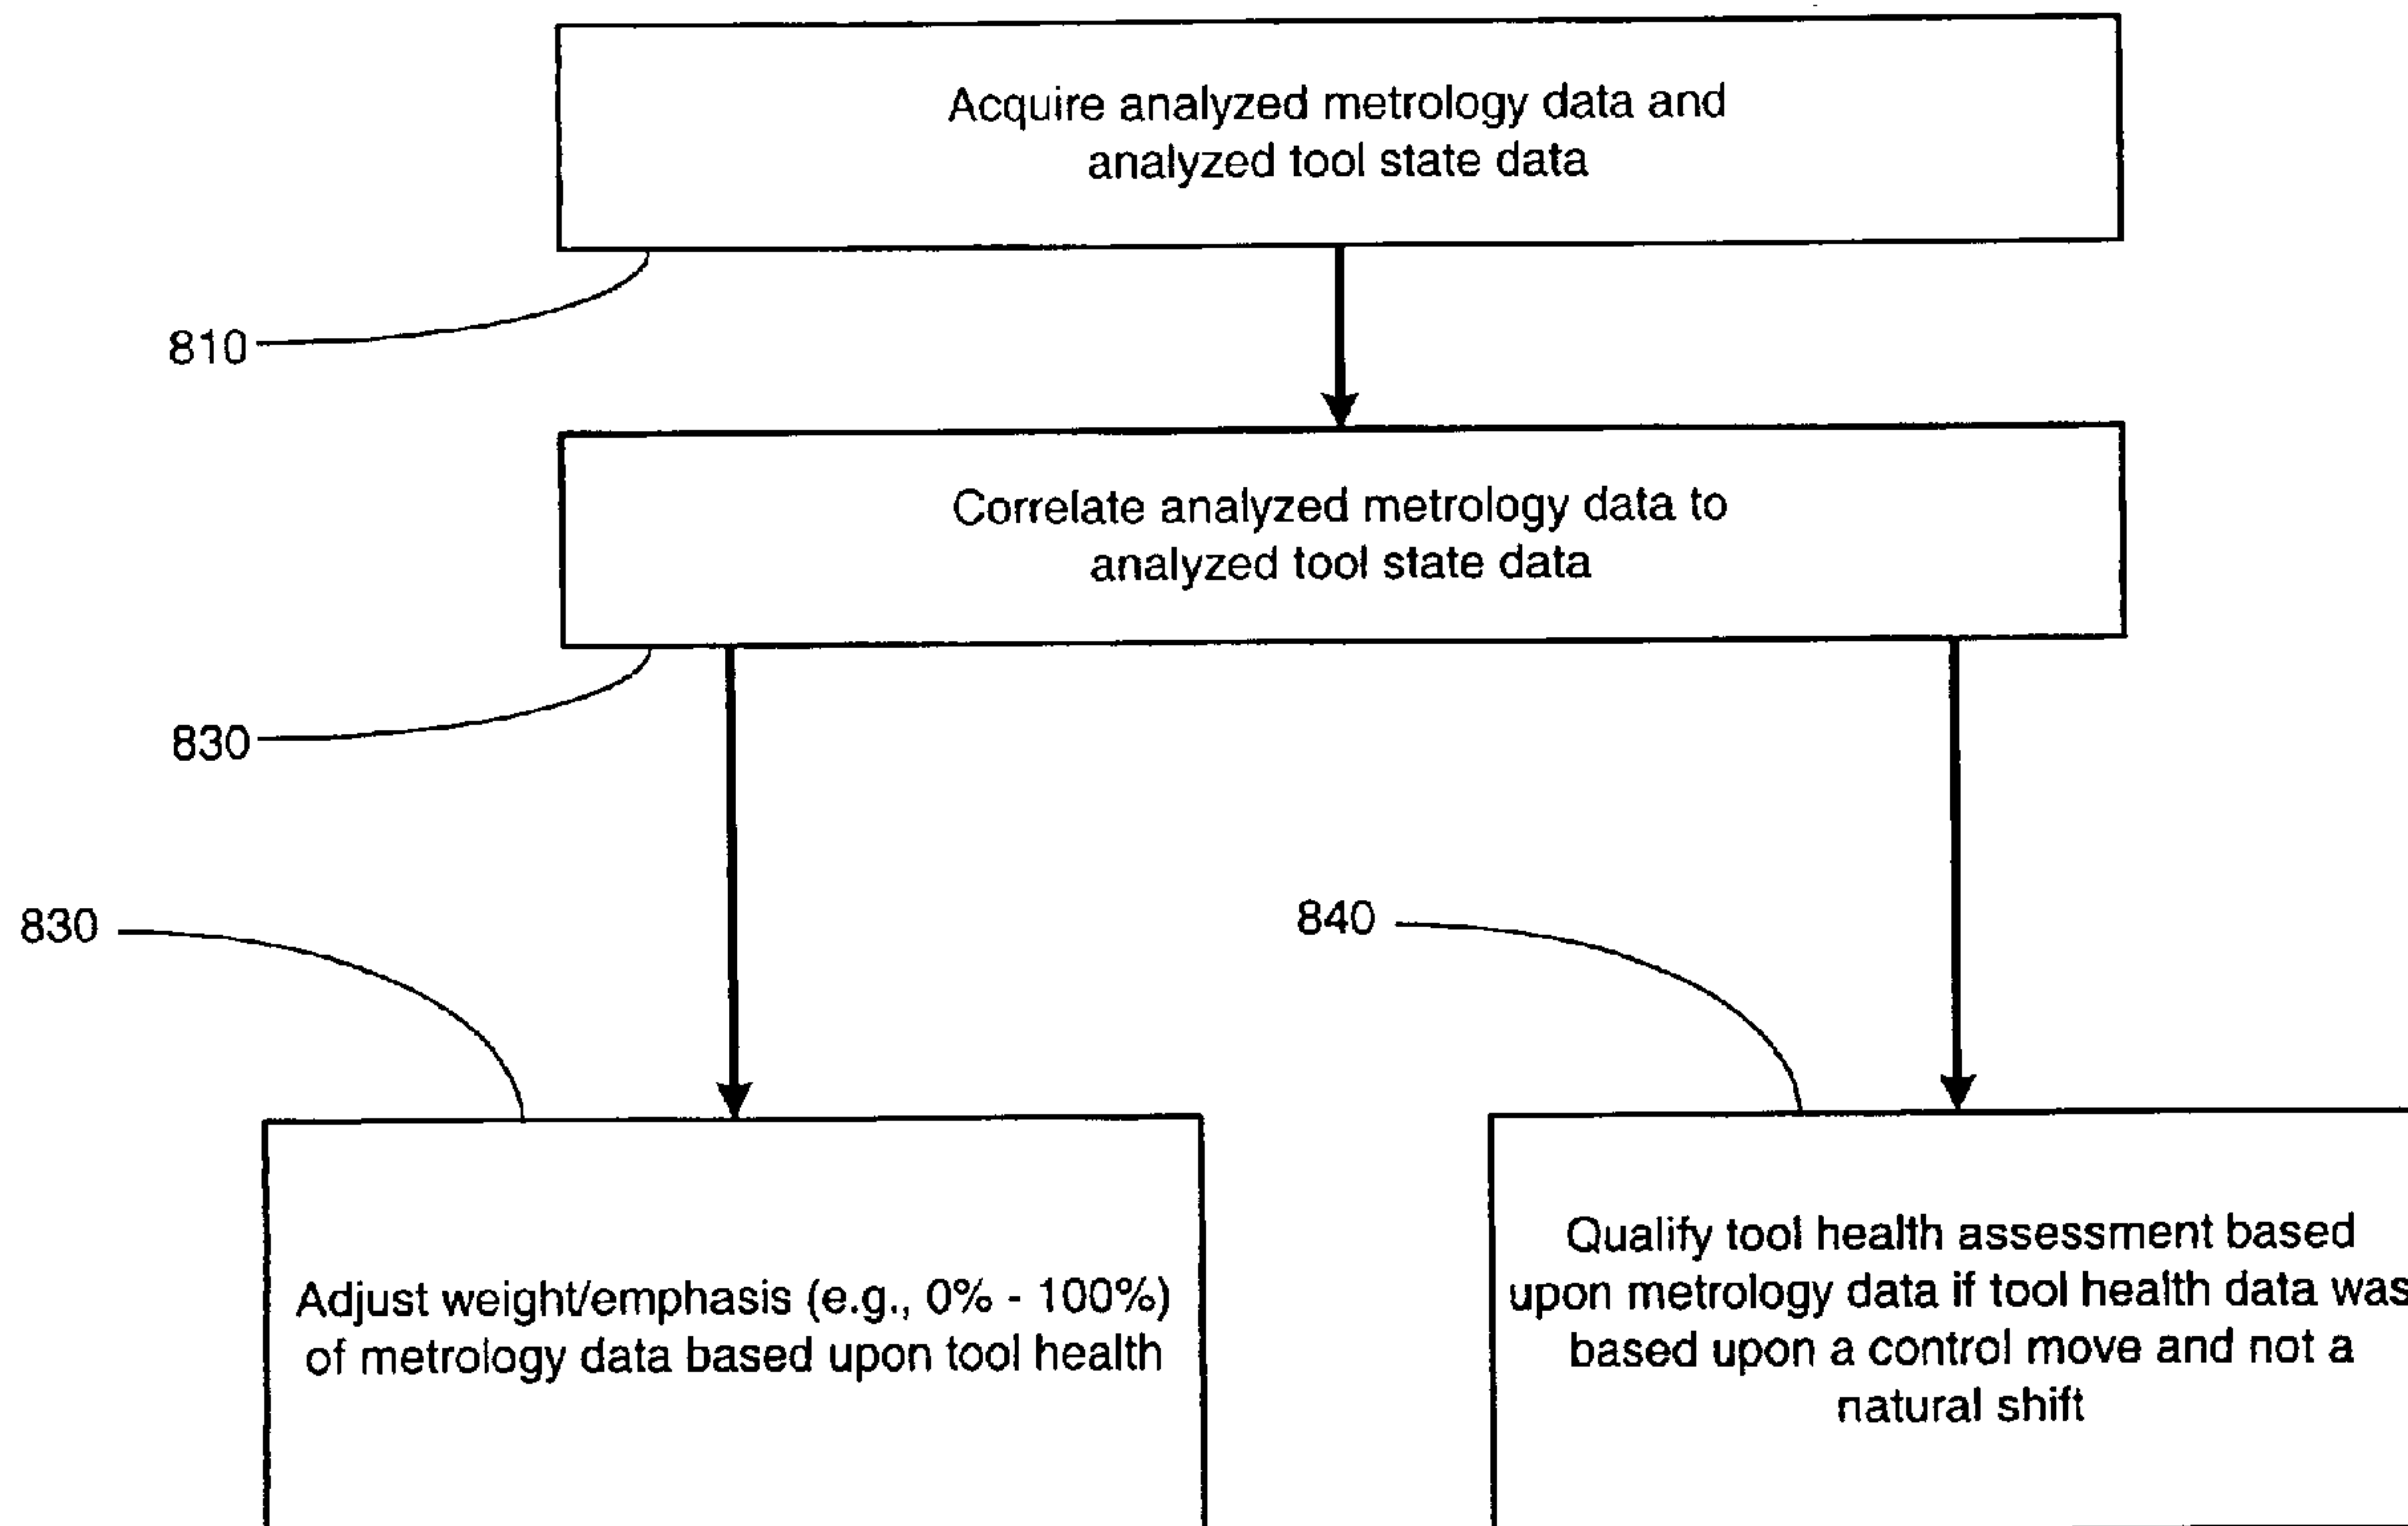 Acquire analyzed metrology data and
analyzed tool state data
810
Correlate analyzed metrology data to
analyzed tool state data
830
830
840
Adjust weight/emphasis (e.g., 0% - 100%)
of metrology data based upon tool health
Qualify tool health assessment based
upon metrology data if tool health data was
based upon a control move and not a
natural shift